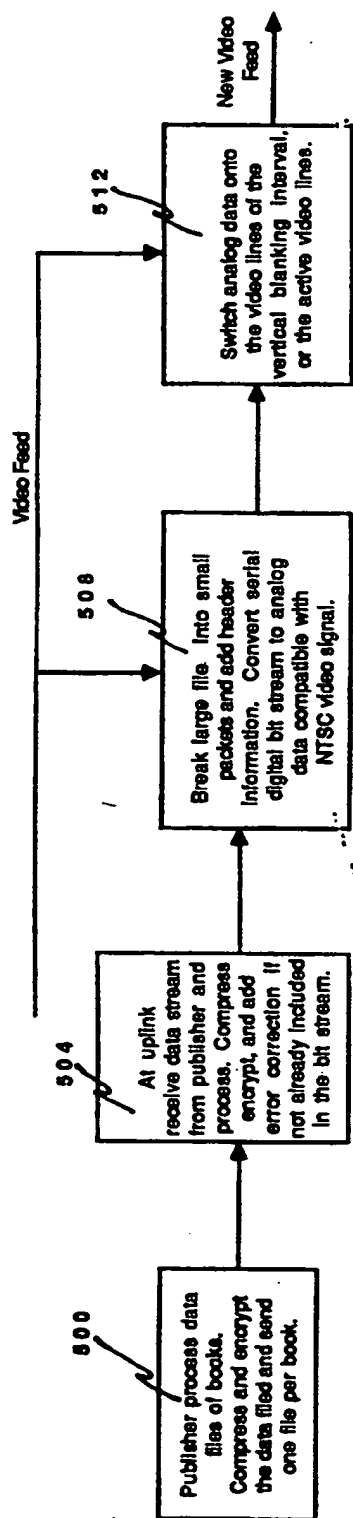 Video Feed
500
Publisher process data
files of books.
Compress and encrypt
the data filed and send
one file per book.
504
At uplink
receive data stream
from publisher and
process. Compress
encrypt, and add
error correction if
not already included
in the bit stream.
508
Break large file into small
packets and add header
information. Convert serial
digital bit stream to analog
data compatible with
NTSC video signal.
512
Switch analog data onto
the video lines of the
vertical blanking interval,
or the active video lines.
New Video
Feed